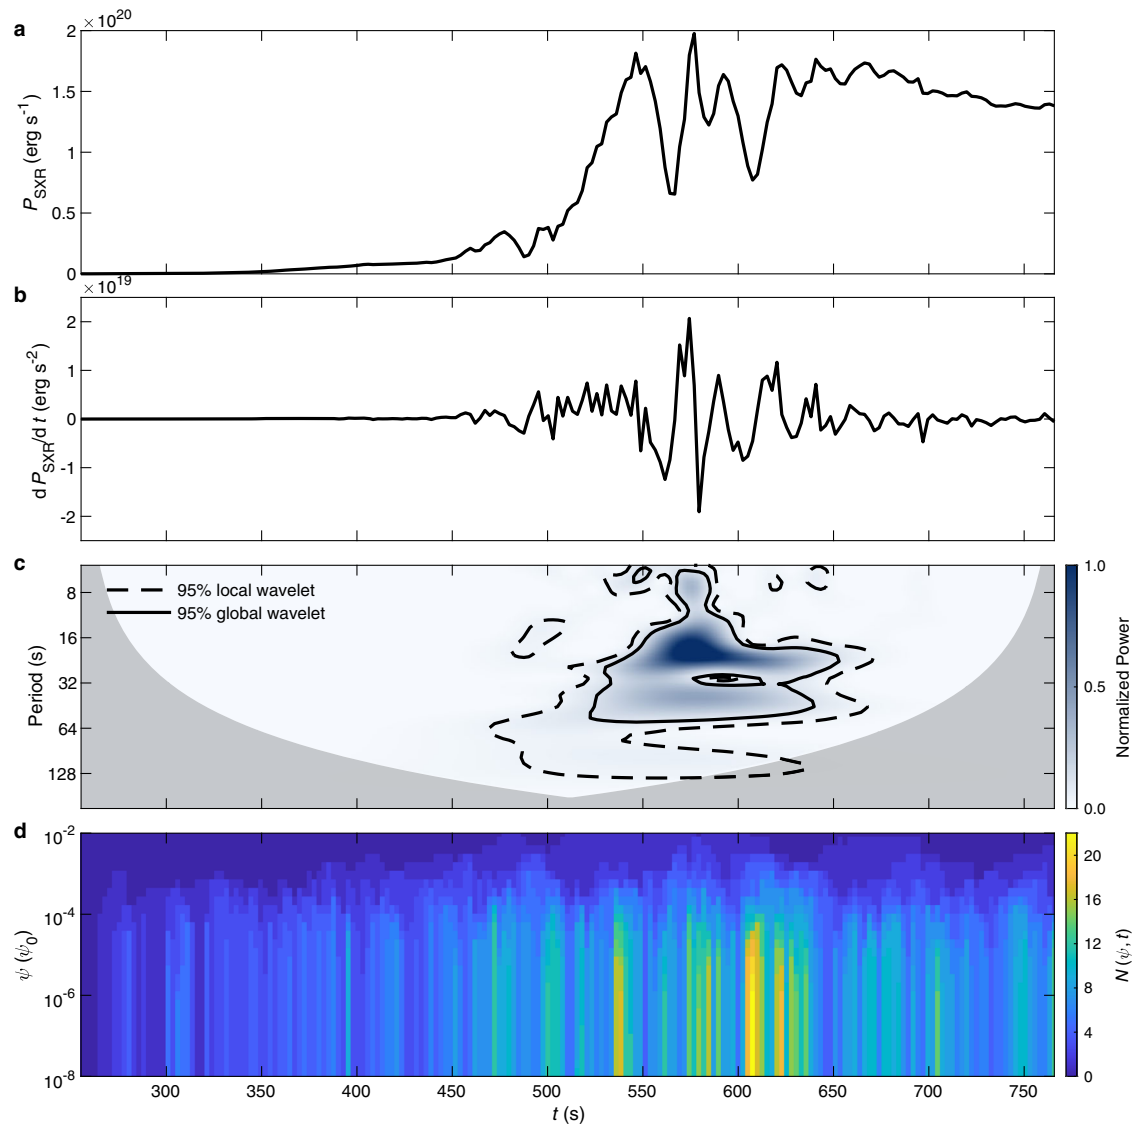 a
× 10^20
2
1.5
1
0.5
0
P_SXR (erg s^-1)
b
× 10^19
2
1
0
-1
-2
d P_SXR/d t (erg s^-2)
c
95% local wavelet
95% global wavelet
8
16
32
64
128
Period (s)
1.0
0.5
0.0
Normalized Power
d
10^-2
10^-4
10^-6
10^-8
ψ (ψ_0)
20
16
12
8
4
0
N (ψ, t)
300 350 400 450 500 550 600 650 700 750
t (s)